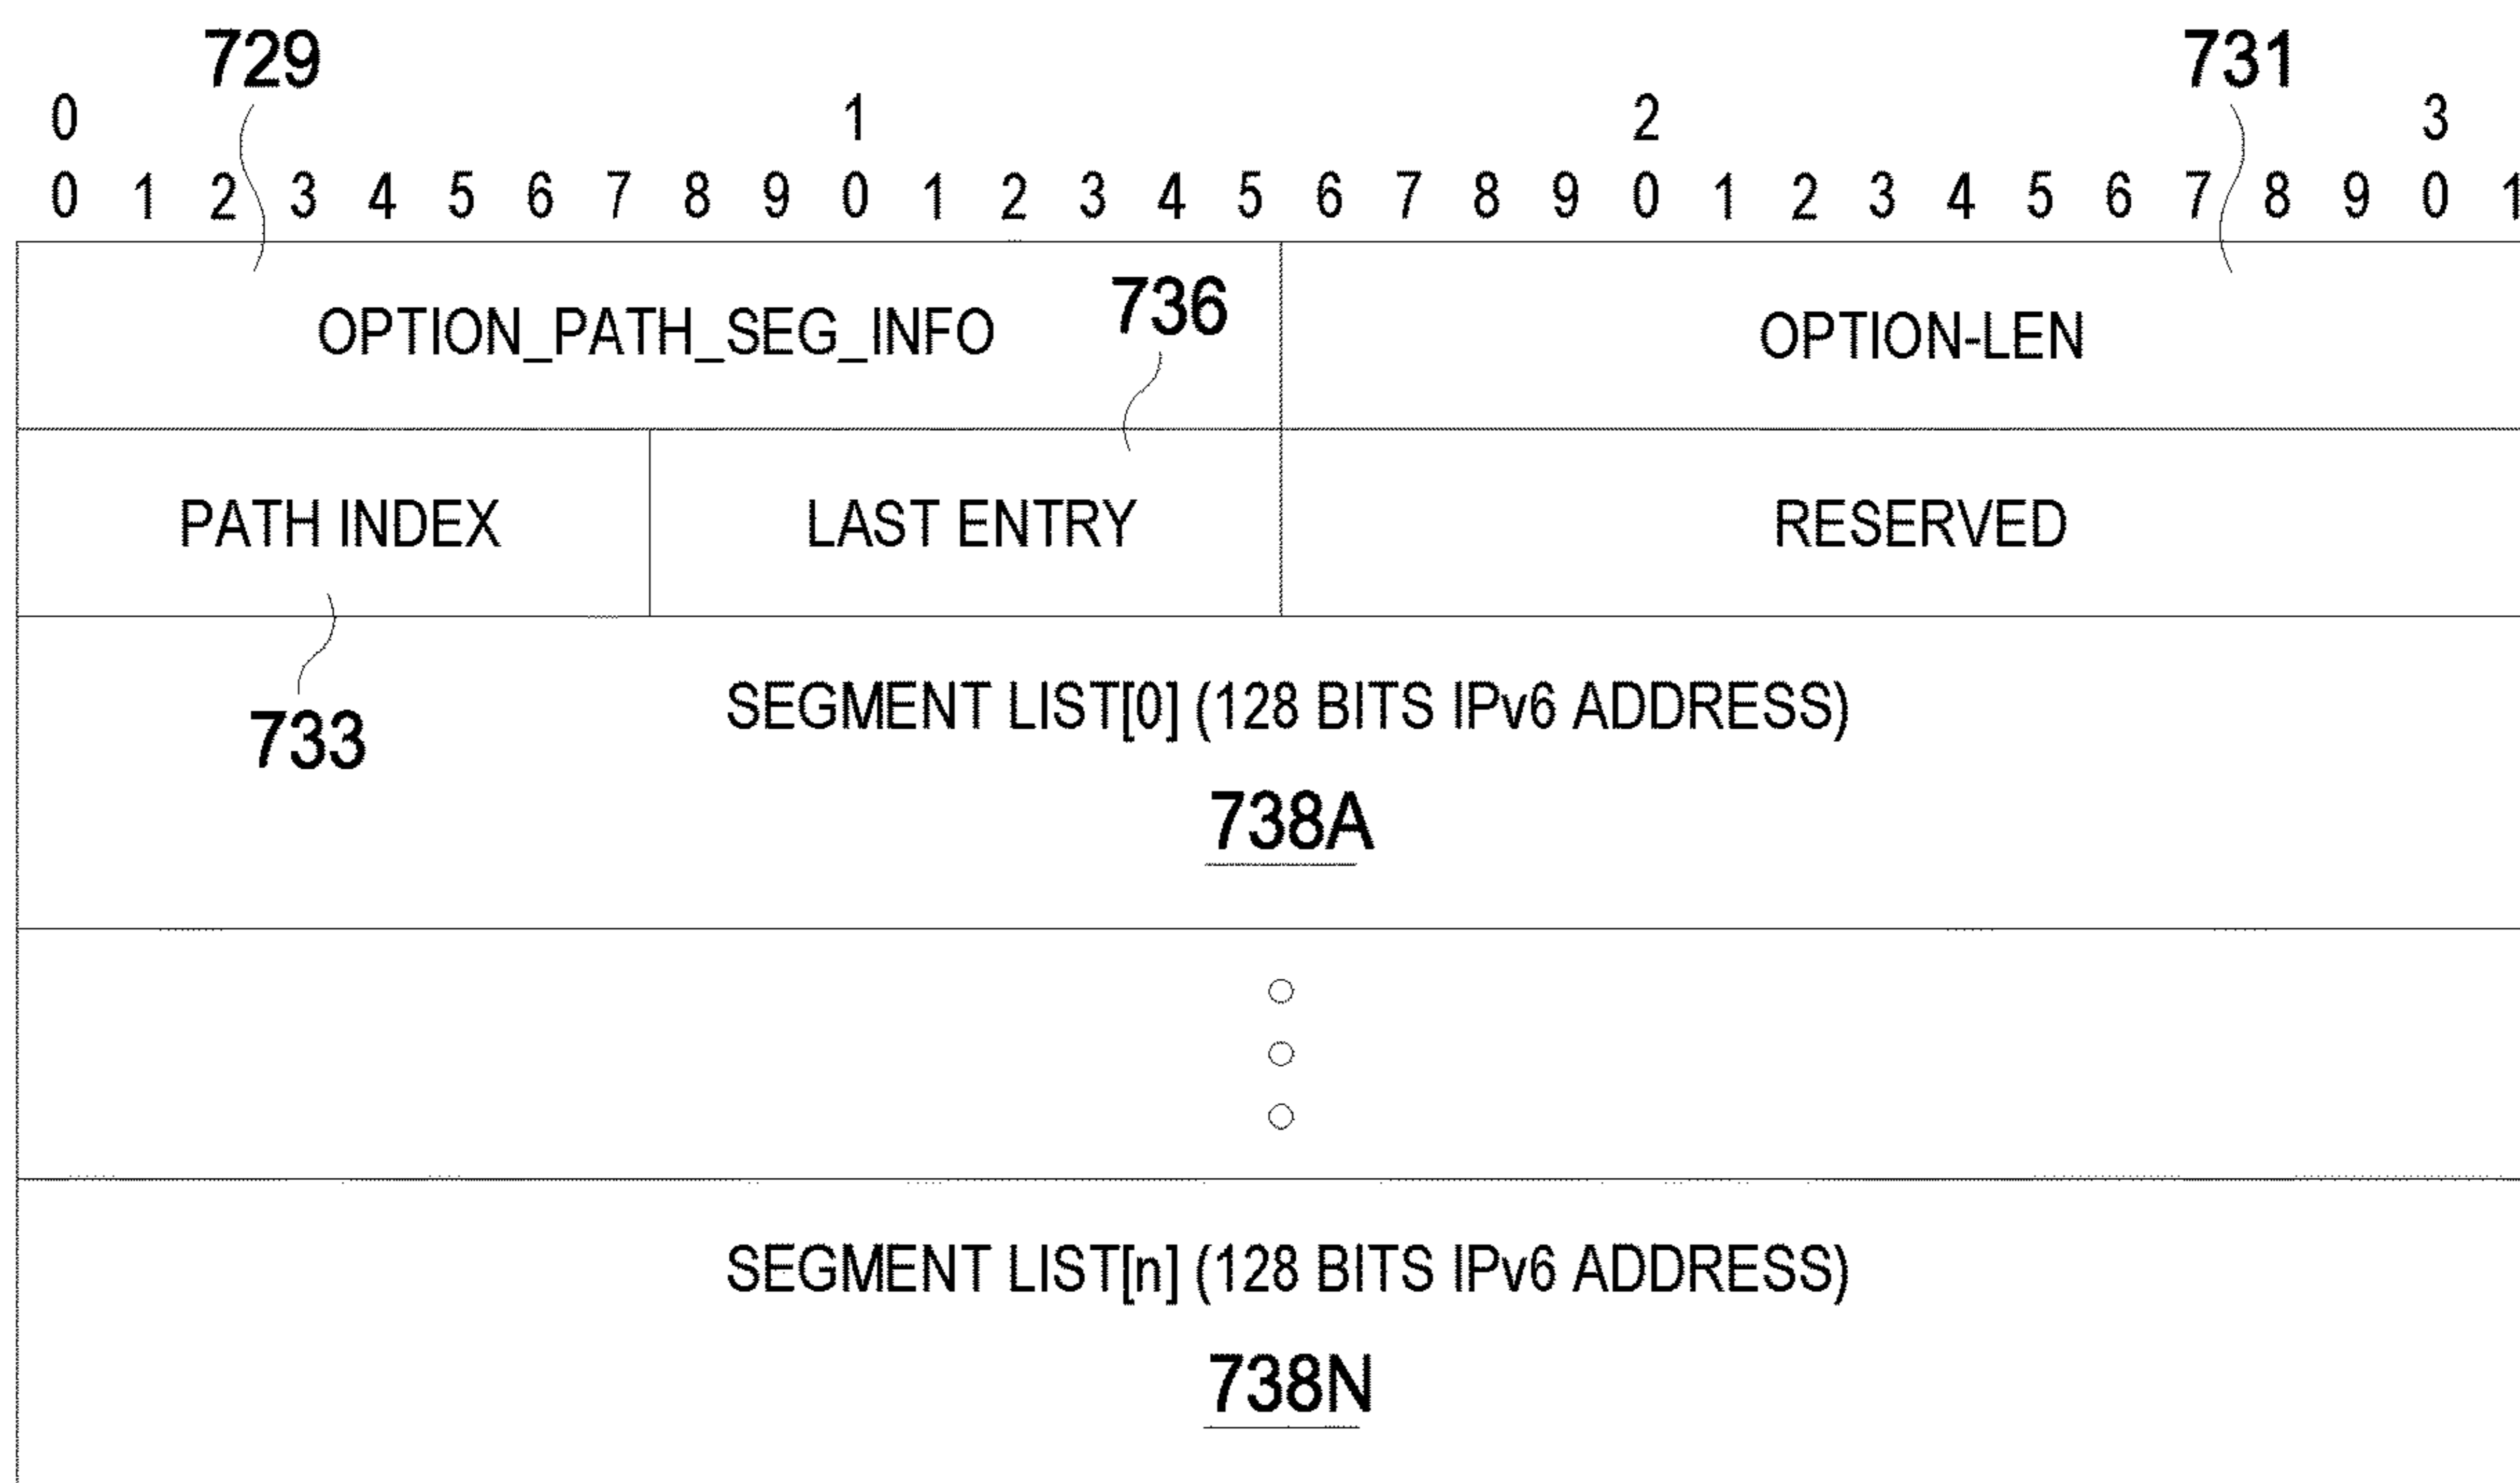 729 731
0 1 2 3
0 1 2 3 4 5 6 7 8 9 0 1 2 3 4 5 6 7 8 9 0 1 2 3 4 5 6 7 8 9 0 1
736
OPTION_PATH_SEG_INFO OPTION-LEN
PATH INDEX LAST ENTRY RESERVED
SEGMENT LIST[0] (128 BITS IPv6 ADDRESS)
733
738A
SEGMENT LIST[n] (128 BITS IPv6 ADDRESS)
738N